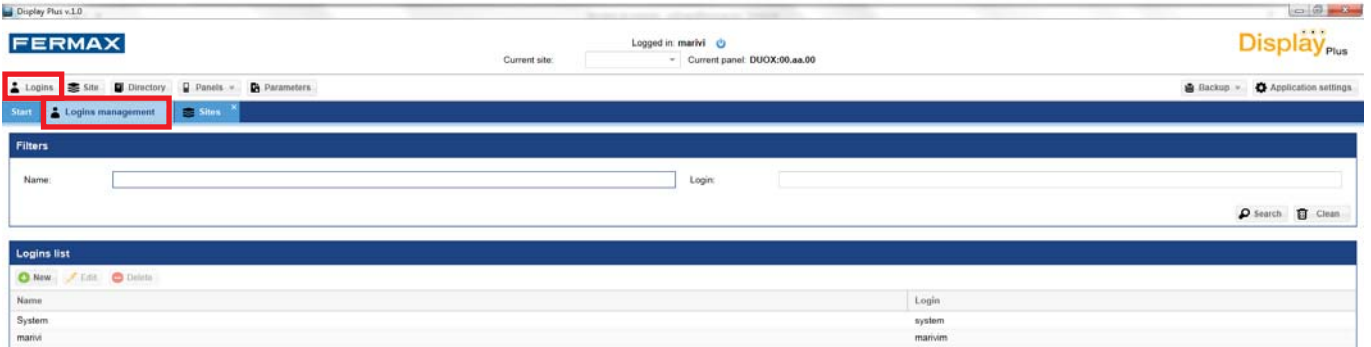 Display Plus v.1.0
FERMAX
Logged in: marivi
Display Plus
Current site: Current panel: DUOX:00.aa.00
Logins Site Directory Panels Parameters Backup Application settings
Start Logins management Sites
Filters
Name: Login:
Search Clean
Logins list
New Edit Delete
Name Login
System system
marivi marivim